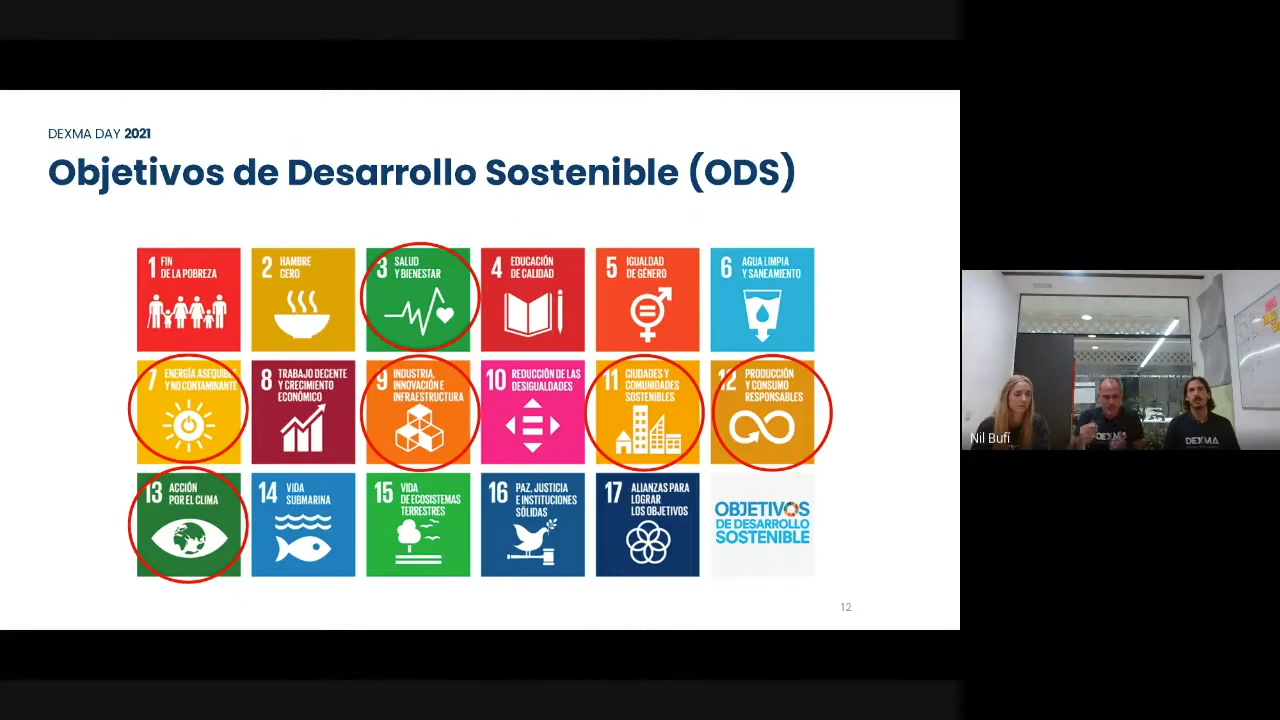 DEXMA DAY 2021
Objetivos de Desarrollo Sostenible (ODS)
1 FIN
DE LA POBREZA
2 HAMBRE
CERO
3 SALUD
Y BIENESTAR
4 EDUCACIÓN
DE CALIDAD
5 IGUALDAD
DE GÉNERO
6 AGUA LIMPIA
Y SANEAMIENTO
7 ENERGÍA ASEQUIBLE
Y NO CONTAMINANTE
8 TRABAJO DECENTE
Y CRECIMIENTO
ECONÓMICO
9 INDUSTRIA,
INNOVACIÓN E
INFRAESTRUCTURA
10 REDUCCIÓN DE LAS
DESIGUALDADES
11 CIUDADES Y
COMUNIDADES
SOSTENIBLES
12 PRODUCCIÓN
Y CONSUMO
RESPONSABLES
13 ACCIÓN
POR EL CLIMA
14 VIDA
SUBMARINA
15 VIDA
DE ECOSISTEMAS
TERRESTRES
16 PAZ, JUSTICIA
E INSTITUCIONES
SÓLIDAS
17 ALIANZAS PARA
LOGRAR
LOS OBJETIVOS
OBJETIVOS
DE DESARROLLO
SOSTENIBLE
12
Nil Bufí
DEXMA
DEXMA